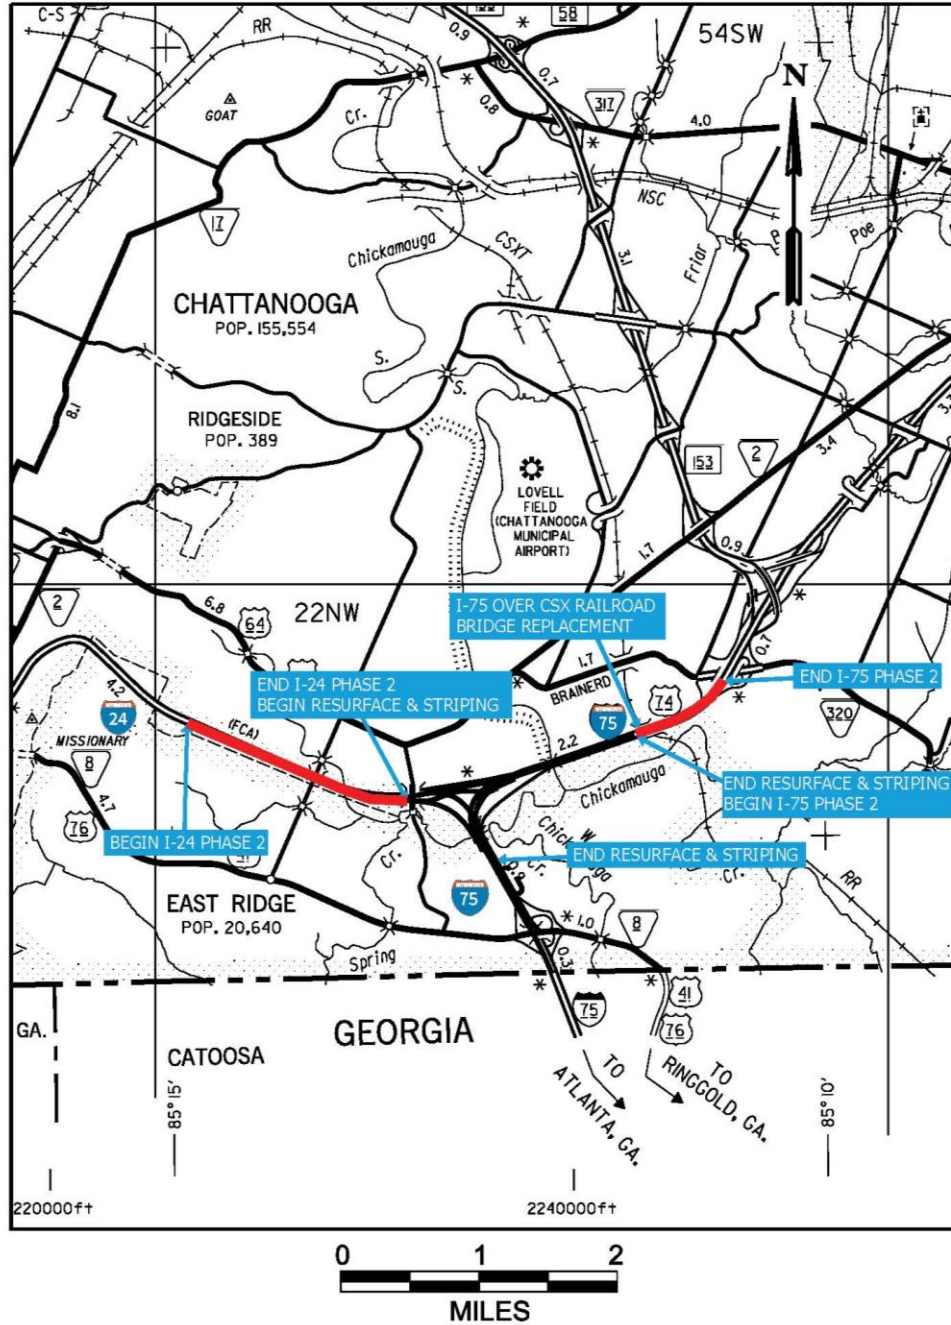 C-S
RR
0.9
58
54SW
GOAT
Cr.
0.8
0.7
317
4.0
N
17
NSC
Chickamauga
CSXT
3.1
Friar
Poe
CHATTANOOGA
POP. 155,554
S.
S.
8.1
RIDGESIDE
POP. 389
LOVELL
FIELD
(CHATTANOOGA
MUNICIPAL
AIRPORT)
153
2
3.4
1.7
0.9
2
6.8
64
22NW
I-75 OVER CSX RAILROAD
BRIDGE REPLACEMENT
0.7
4.2
END I-24 PHASE 2
BEGIN RESURFACE & STRIPING
1.7
BRAINERD
74
END I-75 PHASE 2
24
(FCA)
75
320
MISSIONARY
8
2.2
4.7
76
Chickamauga
END RESURFACE & STRIPING
BEGIN I-75 PHASE 2
BEGIN I-24 PHASE 2
Cr.
W.
Chickamauga
Cr.
END RESURFACE & STRIPING
Cr.
RR
75
0.8
EAST RIDGE
POP. 20,640
1.0
8
Spring
0.3
41
GA.
GEORGIA
75
76
CATOOSA
TO
ATLANTA, GA.
TO
RINGGOLD, GA.
85° 15'
85° 10'
220000ft
2240000ft
0 1 2
MILES